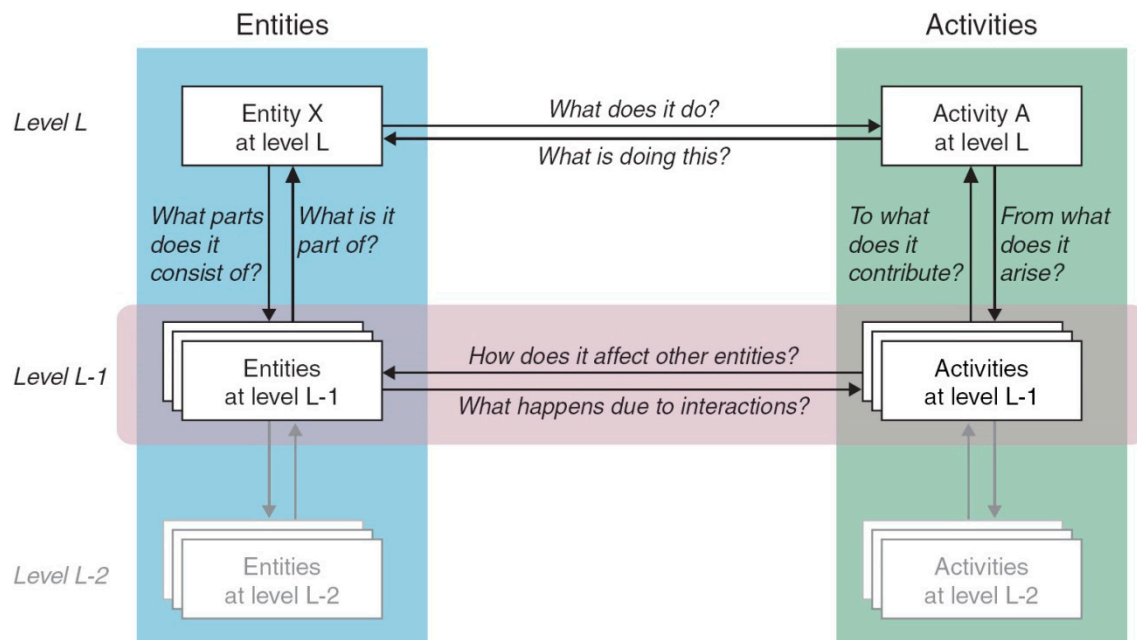 Entities
Activities
Level L
Entity X
at level L
What does it do?
What is doing this?
Activity A
at level L
What parts
does it
consist of?
What is it
part of?
To what
does it
contribute?
From what
does it
arise?
Level L-1
Entities
at level L-1
How does it affect other entities?
What happens due to interactions?
Activities
at level L-1
Level L-2
Entities
at level L-2
Activities
at level L-2